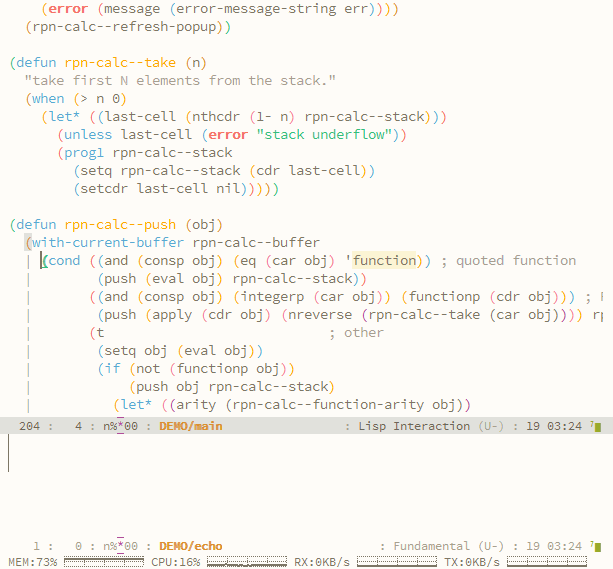 (error (message (error-message-string err))))
(rpn-calc--refresh-popup))
(defun rpn-calc--take (n)
"take first N elements from the stack."
(when (> n 0)
(let* ((last-cell (nthcdr (1- n) rpn-calc--stack)))
(unless last-cell (error "stack underflow"))
(prog1 rpn-calc--stack
(setq rpn-calc--stack (cdr last-cell))
(setcdr last-cell nil)))))
(defun rpn-calc--push (obj)
(with-current-buffer rpn-calc--buffer
(cond ((and (consp obj) (eq (car obj) 'function)) ; quoted function
(push (eval obj) rpn-calc--stack))
((and (consp obj) (integerp (car obj)) (functionp (cdr obj))) ;
(push (apply (cdr obj) (nreverse (rpn-calc--take (car obj)))) rp
(t ; other
(setq obj (eval obj))
(if (not (functionp obj))
(push obj rpn-calc--stack)
(let* ((arity (rpn-calc--function-arity obj))
204 : 4 : n%*00 : DEMO/main : Lisp Interaction (U-) : 19 03:24
1 : 0 : n%*00 : DEMO/echo : Fundamental (U-) : 19 03:24
MEM:73% CPU:16% RX:0KB/s TX:0KB/s